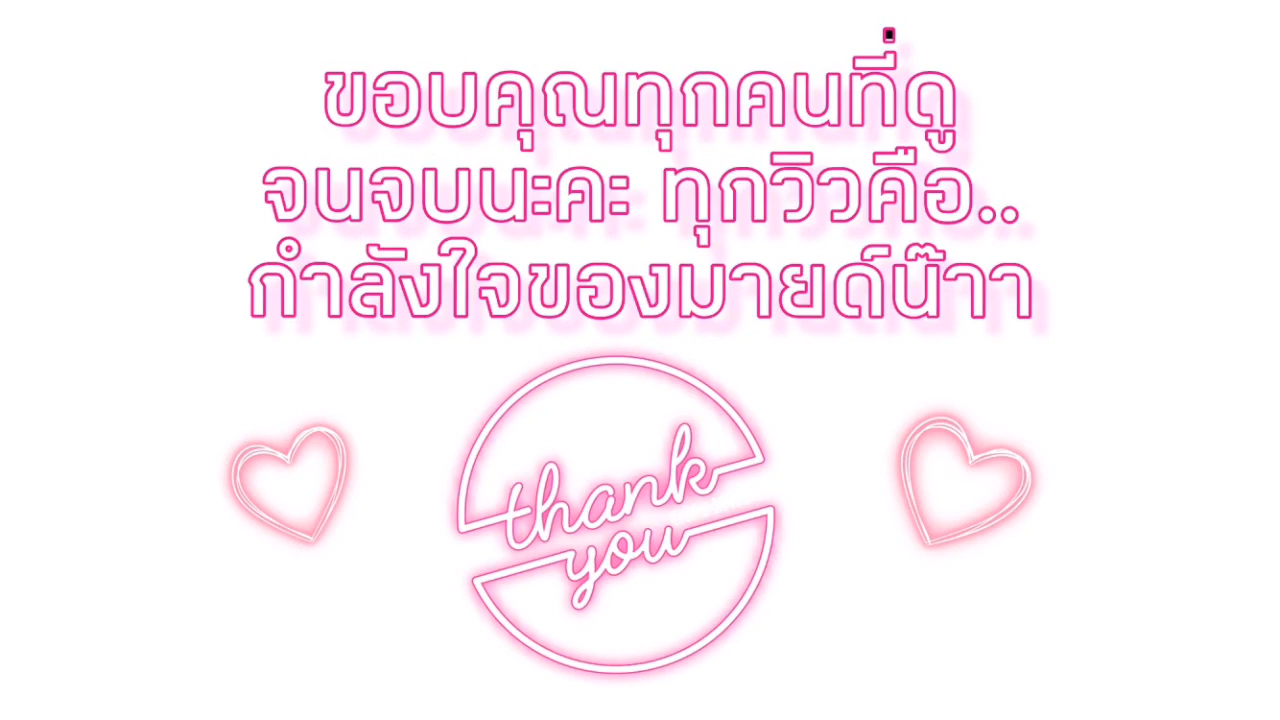 ขอบคุณทุกคนที่ดู
จนจบนะคะ ทุกวิวคือ..
กำลังใจของมายด์น๊าา
thank
you